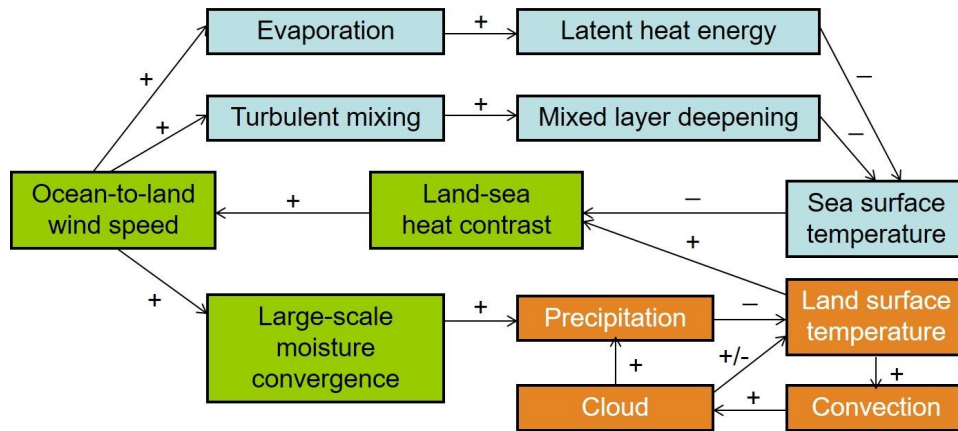 +
Evaporation
Latent heat energy
+
–
+
Turbulent mixing
+
Mixed layer deepening
–
Ocean-to-land
wind speed
+
Land-sea
heat contrast
–
Sea surface
temperature
+
+
Large-scale
moisture
convergence
+
Precipitation
–
Land surface
temperature
+
+/-
+
Cloud
+
Convection